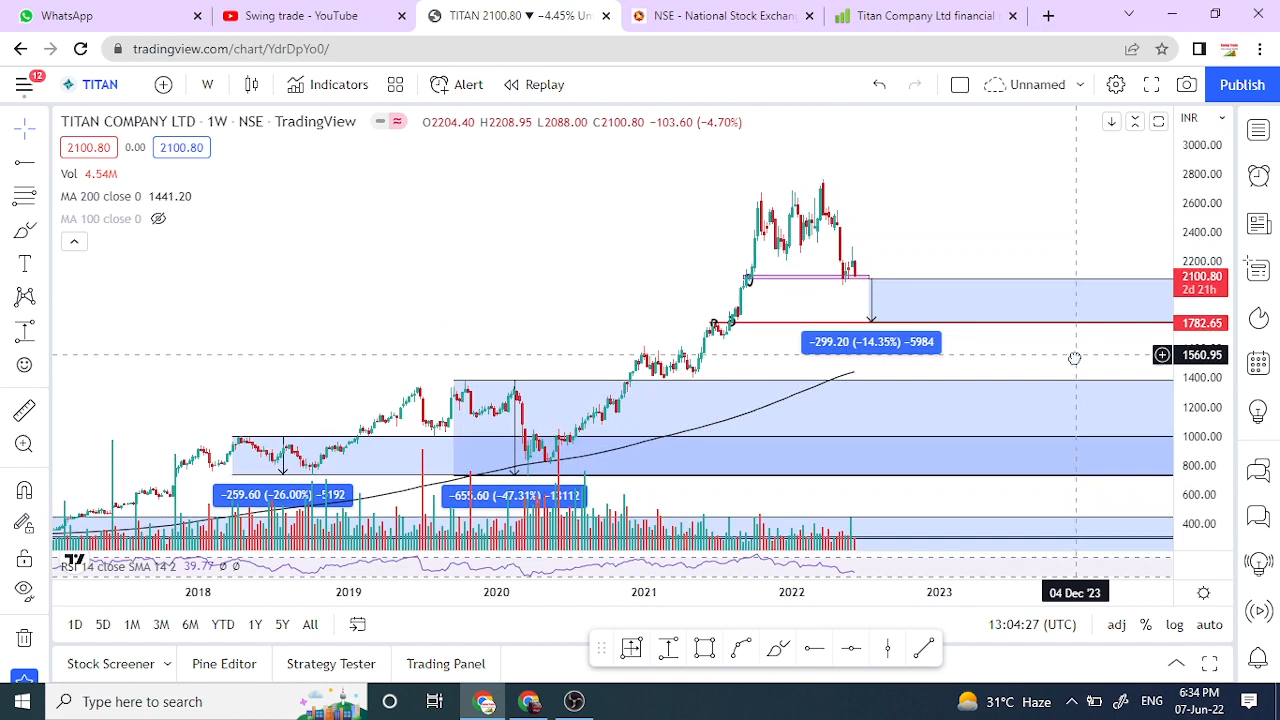 WhatsApp
Swing trade - YouTube
TITAN 2100.80 ▼ −4.45% Un
NSE - National Stock Exchan
Titan Company Ltd financial
tradingview.com/chart/YdrDpYo0/
12
TITAN
W
Indicators
Alert
Replay
Unnamed
Publish
TITAN COMPANY LTD · 1W · NSE · TradingView
O2204.40 H2208.95 L2088.00 C2100.80 −103.60 (−4.70%)
INR
2100.80
0.00
2100.80
Vol 4.54M
MA 200 close 0 1441.20
MA 100 close 0
3000.00
2800.00
2600.00
2400.00
2200.00
2100.80
2d 21h
1782.65
1560.95
1400.00
1200.00
1000.00
800.00
600.00
400.00
−299.20 (−14.35%) −5984
−259.60 (−26.00%) −5192
−655.60 (−47.31%) −13112
RSI 14 close SMA 14 2 39.77 Ø Ø
2018
2019
2020
2021
2022
2023
04 Dec '23
1D
5D
1M
3M
6M
YTD
1Y
5Y
All
13:04:27 (UTC)
adj
%
log
auto
Stock Screener
Pine Editor
Strategy Tester
Trading Panel
Type here to search
31°C Haze
ENG
6:34 PM
07-Jun-22